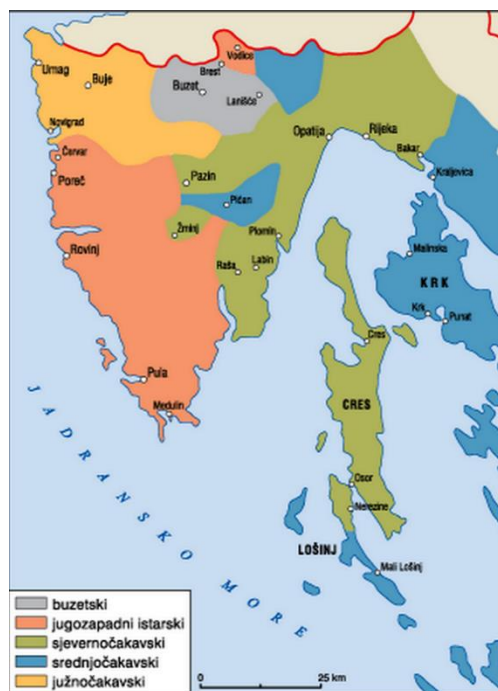 Vodice
Umag
Brest
Buje
Buzet
Lanišće
Novigrad
Opatija
Rijeka
Červar
Bakar
Poreč
Pazin
Kraljevica
Pićan
Žminj
Plomin
Rovinj
Malinska
Raša
Labin
KRK
Krk
Punat
Cres
Pula
Medulin
CRES
JADRANSKO MORE
Osor
Nerezine
LOŠINJ
Mali Lošinj
buzetski
jugozapadni istarski
sjevernočakavski
srednjočakavski
južnočakavski
0 25 km